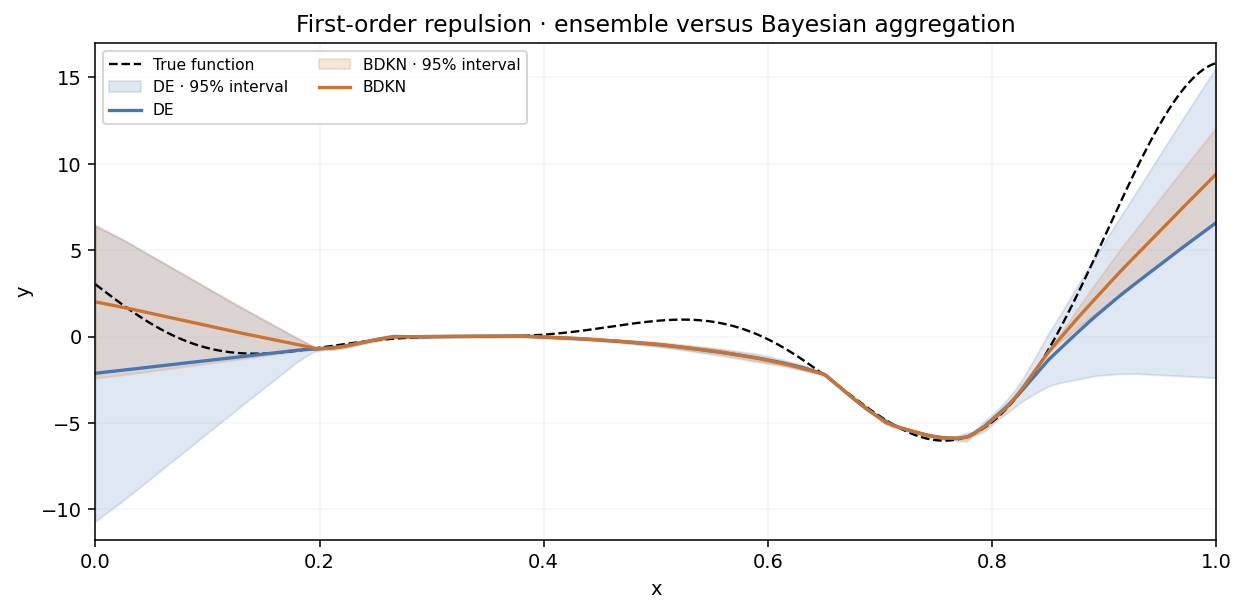 First-order repulsion · ensemble versus Bayesian aggregation
True function
DE · 95% interval
DE
BDKN · 95% interval
BDKN
y
15
10
5
0
−5
−10
0.0
0.2
0.4
0.6
0.8
1.0
x